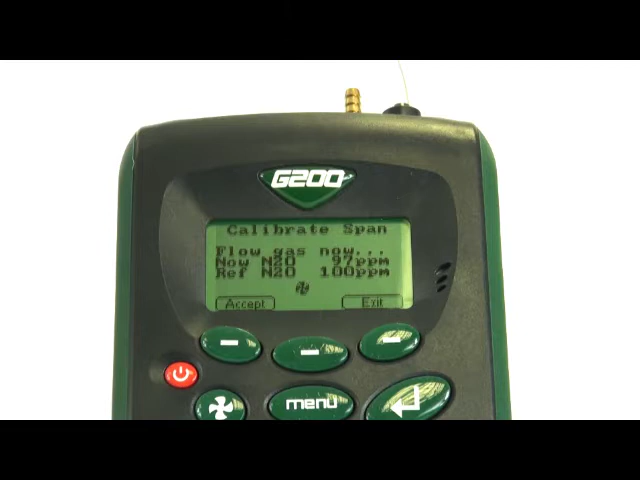 G200
Calibrate Span
Flow gas now...
Now N2O 97ppm
Ref N2O 100ppm
Accept Exit
menu